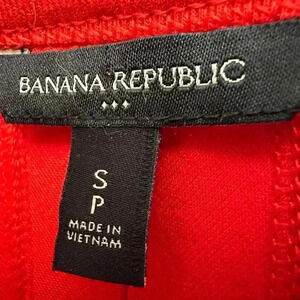 BANANA REPUBLIC
S
P
MADE IN
VIETNAM